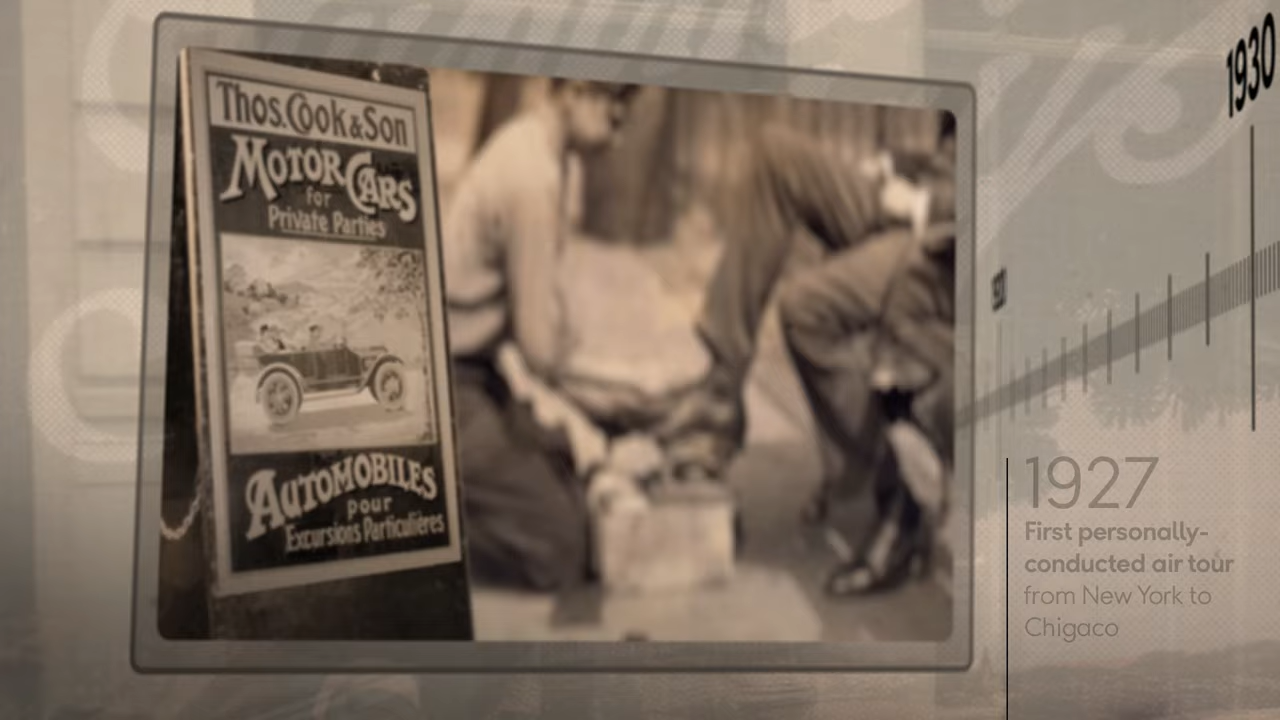 Thos. Cook & Son
MOTOR CARS
for
Private Parties
AUTOMOBILES
pour
Excursions Particulières
1930
1927
First personally-
conducted air tour
from New York to
Chigaco